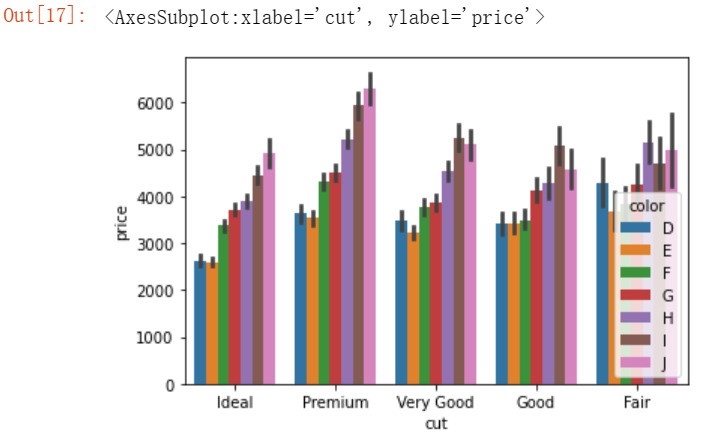 Out[17]: <AxesSubplot:xlabel='cut', ylabel='price'>
6000
5000
4000
3000
2000
1000
0
price
color
D
E
F
G
H
I
J
Ideal Premium Very Good Good Fair
cut